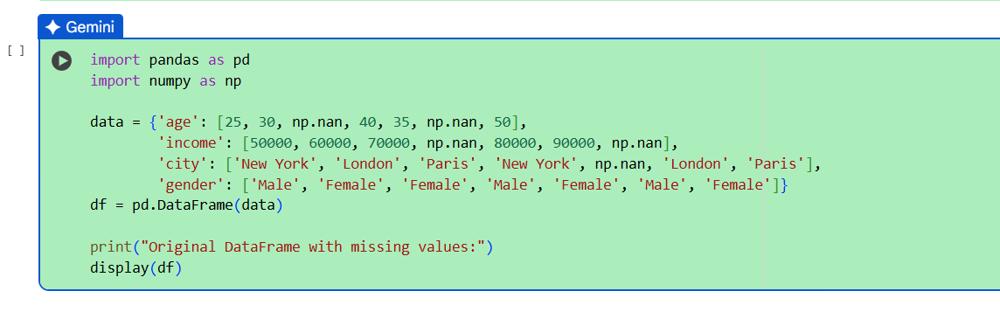 Gemini
[ ]
import pandas as pd
import numpy as np
data = {'age': [25, 30, np.nan, 40, 35, np.nan, 50],
'income': [50000, 60000, 70000, np.nan, 80000, 90000, np.nan],
'city': ['New York', 'London', 'Paris', 'New York', np.nan, 'London', 'Paris'],
'gender': ['Male', 'Female', 'Female', 'Male', 'Female', 'Male', 'Female']}
df = pd.DataFrame(data)
print("Original DataFrame with missing values:")
display(df)